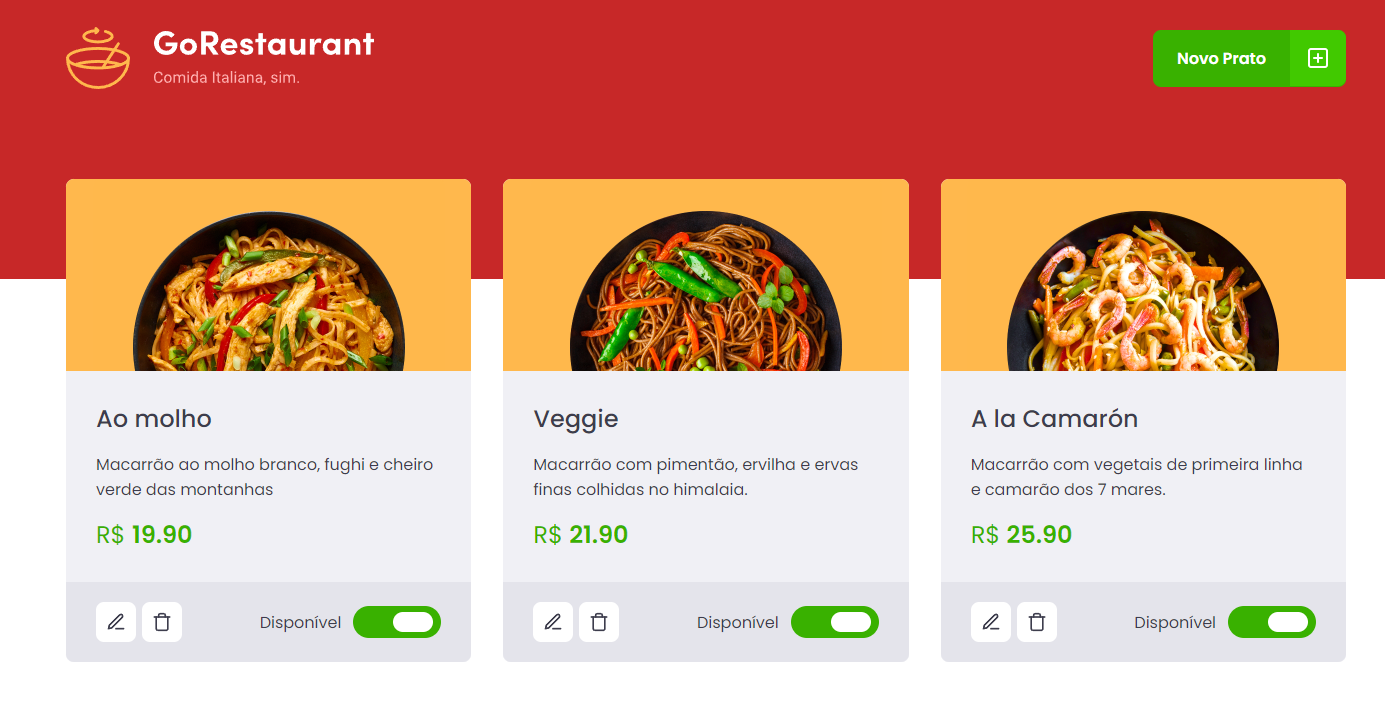 GoRestaurant
Comida Italiana, sim.
Novo Prato
Ao molho
Macarrão ao molho branco, fughi e cheiro
verde das montanhas
R$ 19.90
Disponível
Veggie
Macarrão com pimentão, ervilha e ervas
finas colhidas no himalaia.
R$ 21.90
Disponível
A la Camarón
Macarrão com vegetais de primeira linha
e camarão dos 7 mares.
R$ 25.90
Disponível